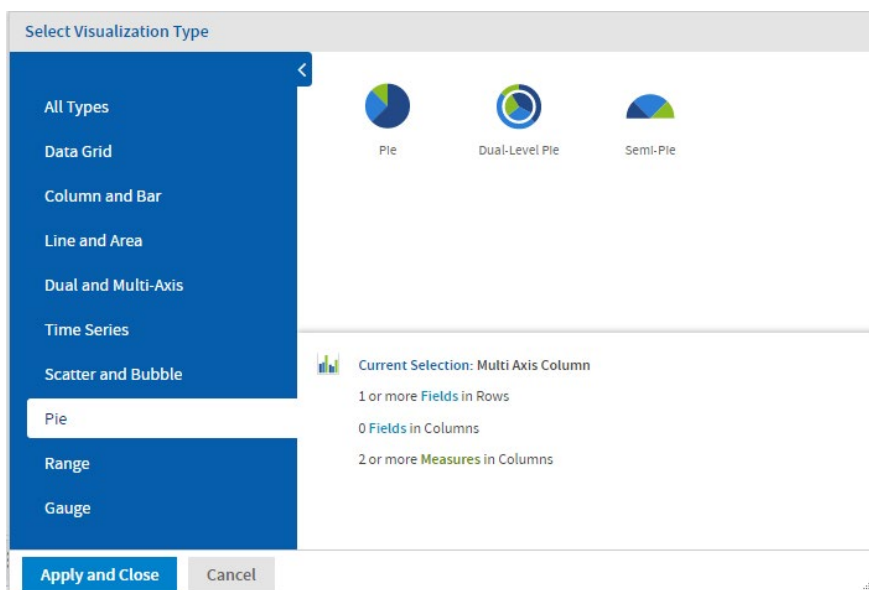 Select Visualization Type
All Types
Data Grid
Column and Bar
Line and Area
Dual and Multi-Axis
Time Series
Scatter and Bubble
Pie
Range
Gauge
Pie
Dual-Level Pie
Semi-Pie
Current Selection: Multi Axis Column
1 or more Fields in Rows
0 Fields in Columns
2 or more Measures in Columns
Apply and Close
Cancel